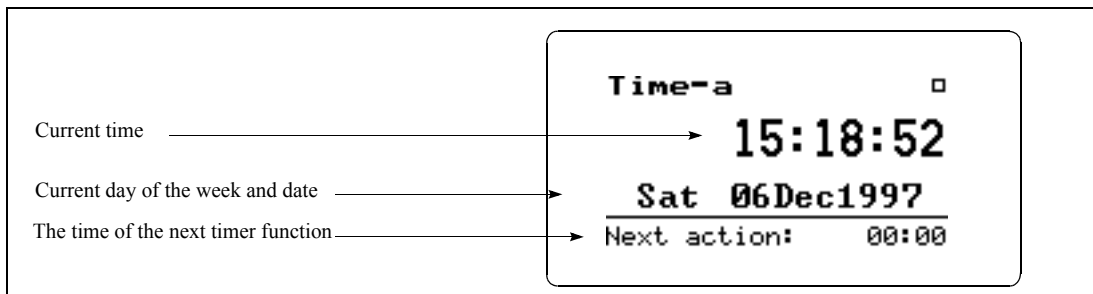 Time-a
Current time 15:18:52
Current day of the week and date Sat 06Dec1997
The time of the next timer function Next action: 00:00